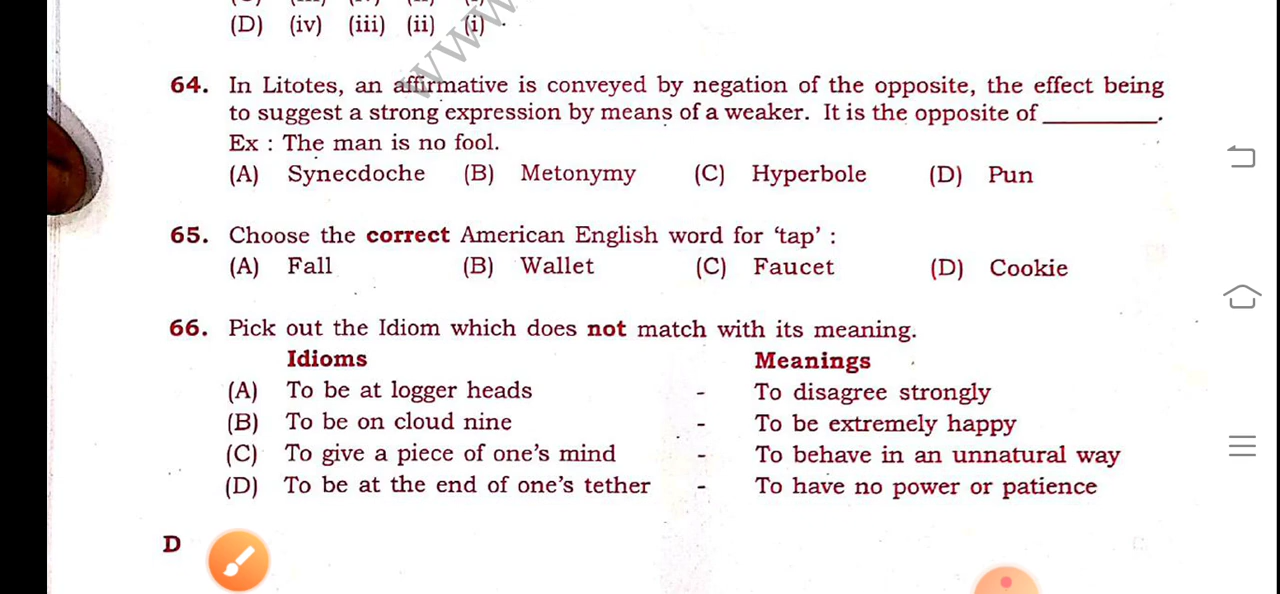 (D) (iv) (iii) (ii) (i)
www
64. In Litotes, an affirmative is conveyed by negation of the opposite, the effect being
to suggest a strong expression by means of a weaker. It is the opposite of ________.
Ex : The man is no fool.
(A) Synecdoche (B) Metonymy (C) Hyperbole (D) Pun
65. Choose the correct American English word for ‘tap’ :
(A) Fall (B) Wallet (C) Faucet (D) Cookie
66. Pick out the Idiom which does not match with its meaning.
Idioms Meanings
(A) To be at logger heads - To disagree strongly
(B) To be on cloud nine - To be extremely happy
(C) To give a piece of one’s mind - To behave in an unnatural way
(D) To be at the end of one’s tether - To have no power or patience
D